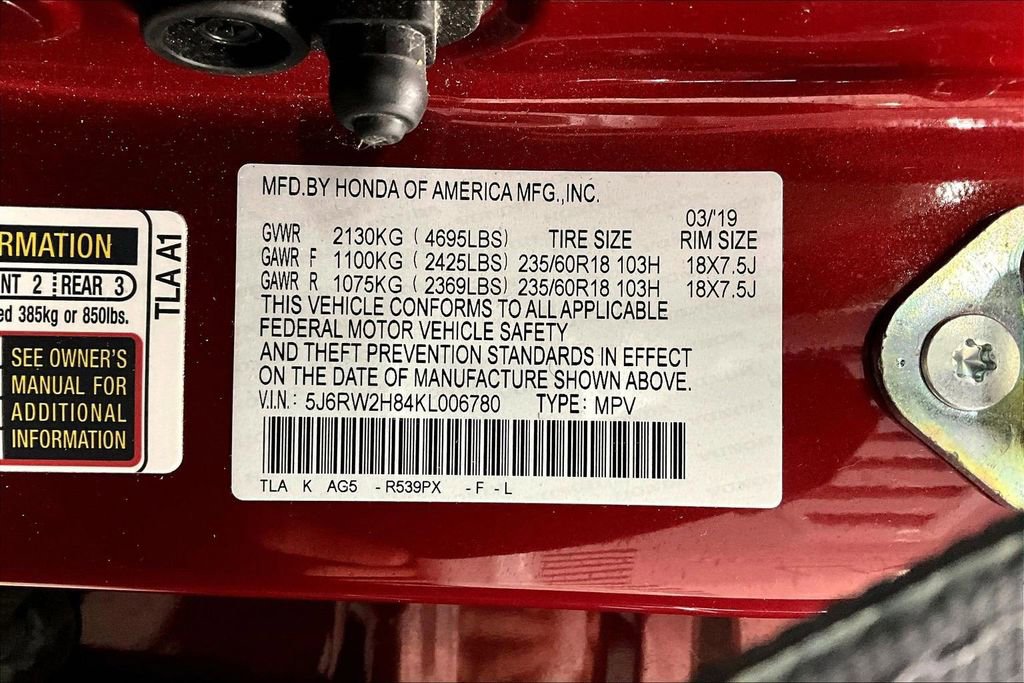 MFD.BY HONDA OF AMERICA MFG.,INC.
03/'19
GVWR 2130KG ( 4695LBS) TIRE SIZE RIM SIZE
GAWR F 1100KG ( 2425LBS) 235/60R18 103H 18X7.5J
GAWR R 1075KG ( 2369LBS) 235/60R18 103H 18X7.5J
THIS VEHICLE CONFORMS TO ALL APPLICABLE
FEDERAL MOTOR VEHICLE SAFETY
AND THEFT PREVENTION STANDARDS IN EFFECT
ON THE DATE OF MANUFACTURE SHOWN ABOVE.
V.I.N.: 5J6RW2H84KL006780 TYPE: MPV
TLA K AG5 -R539PX -F -L
RMATION
NT 2 REAR 3
ed 385kg or 850lbs.
SEE OWNER'S
MANUAL FOR
ADDITIONAL
INFORMATION
TLA A1